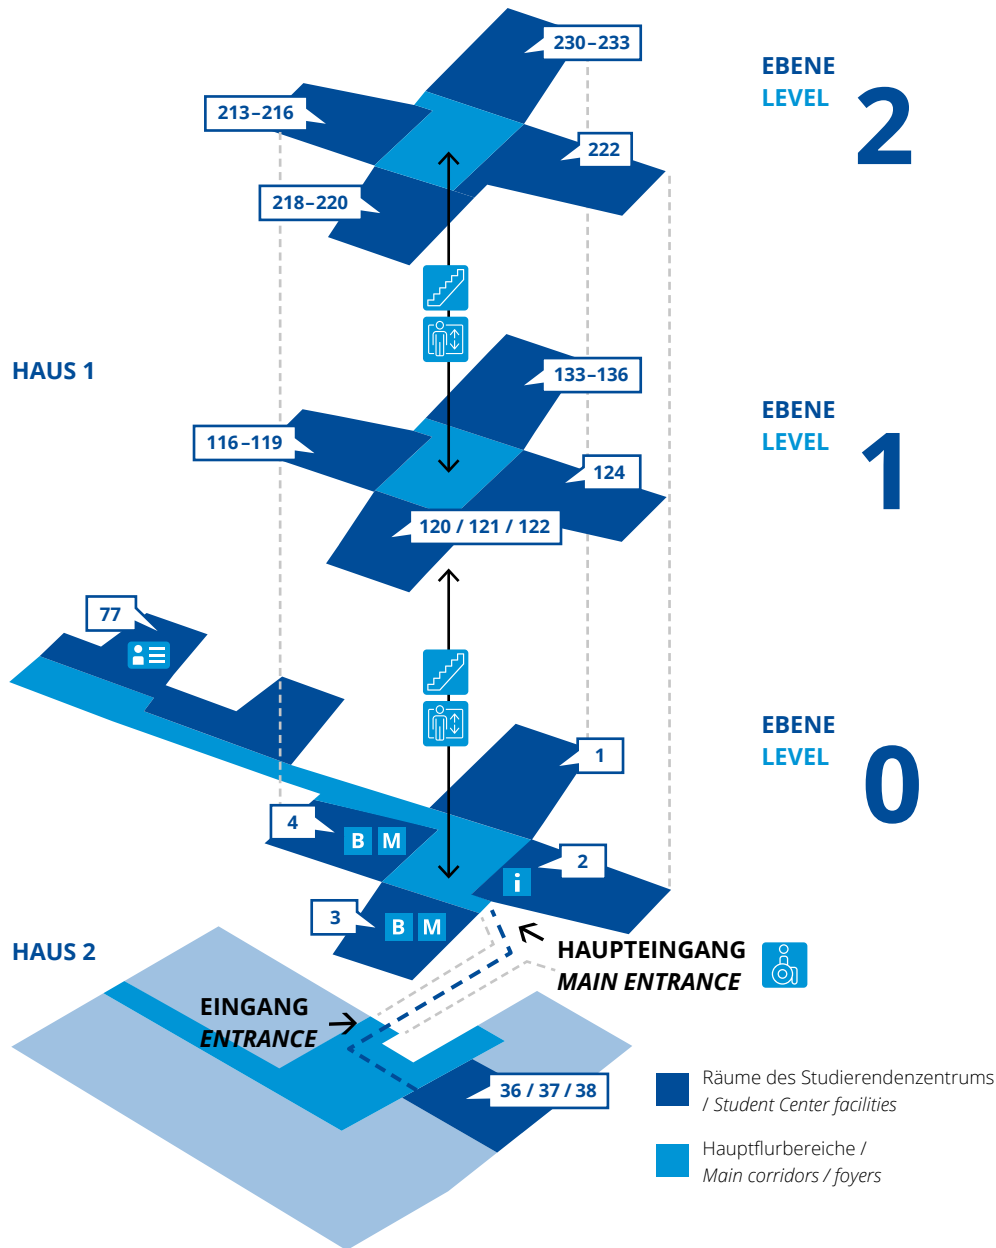 230–233
EBENE
LEVEL
2
213–216
222
218–220
HAUS 1
133–136
EBENE
LEVEL
1
116–119
124
120 / 121 / 122
77
EBENE
LEVEL
0
1
4
B M
2
i
3
B M
HAUS 2
HAUPTEINGANG
MAIN ENTRANCE
EINGANG
ENTRANCE
36 / 37 / 38
Räume des Studierendenzentrums
/ Student Center facilities
Hauptflurbereiche /
Main corridors / foyers